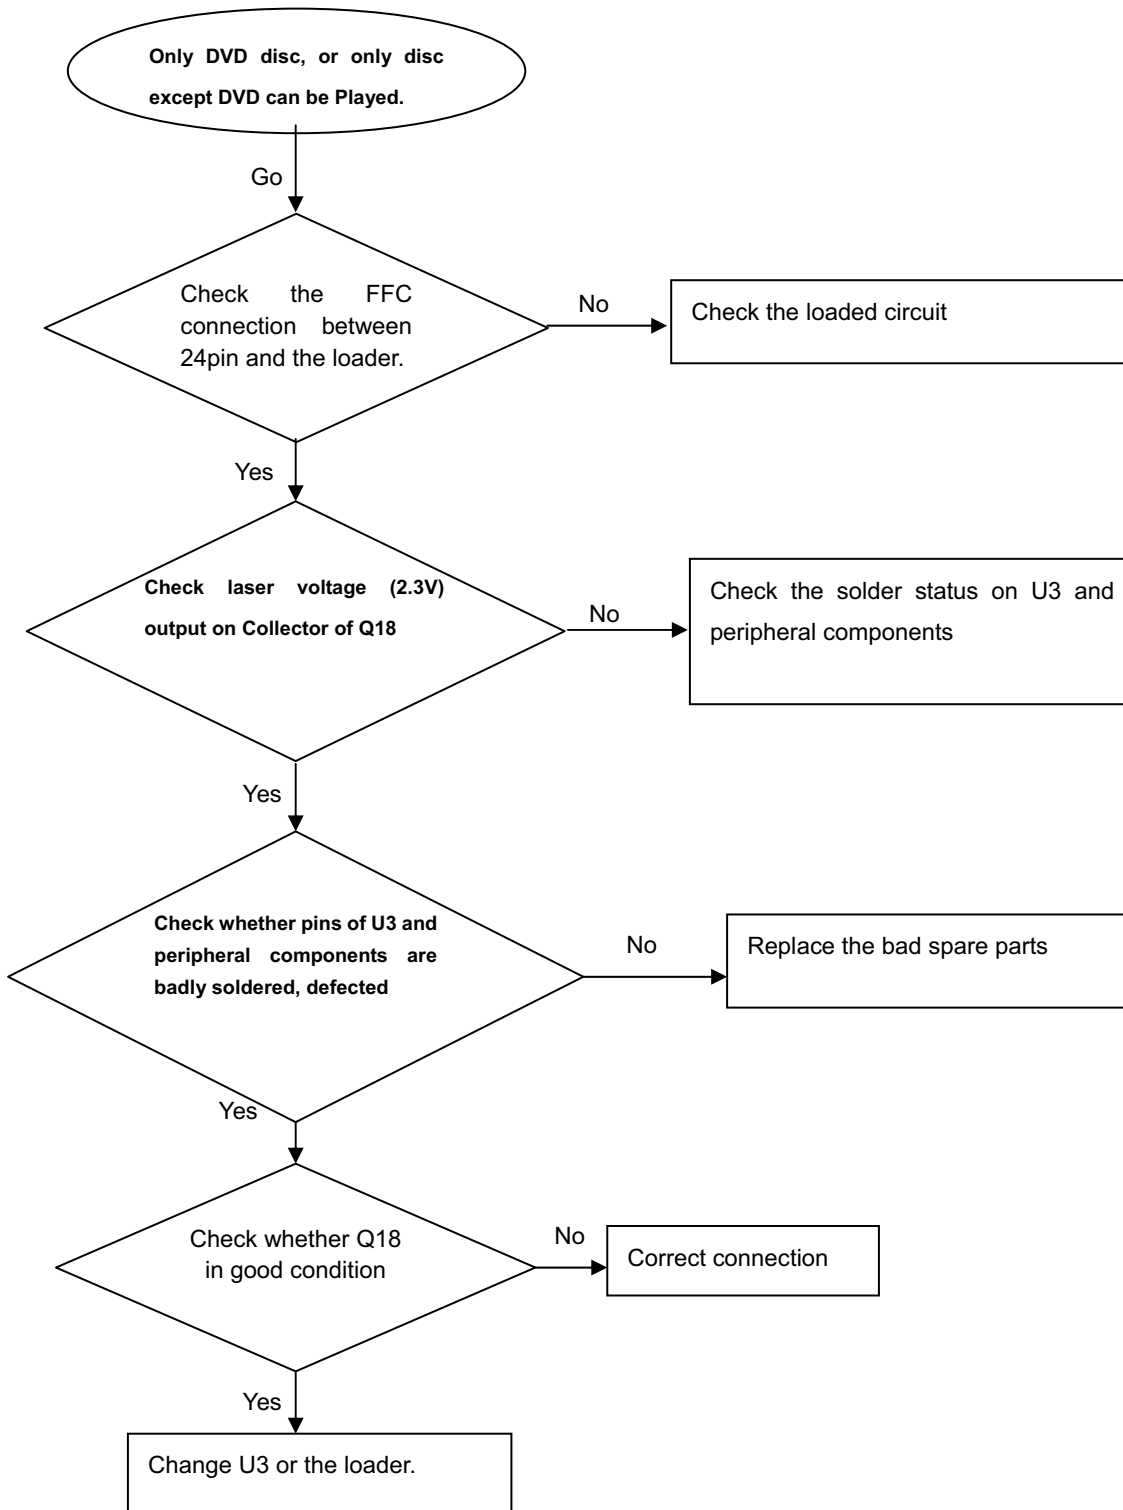 Only DVD disc, or only disc
except DVD can be Played.
Go
Check the FFC
connection between
24pin and the loader.
No
Check the loaded circuit
Yes
Check laser voltage (2.3V)
output on Collector of Q18
No
Check the solder status on U3 and
peripheral components
Yes
Check whether pins of U3 and
peripheral components are
badly soldered, defected
No
Replace the bad spare parts
Yes
Check whether Q18
in good condition
No
Correct connection
Yes
Change U3 or the loader.